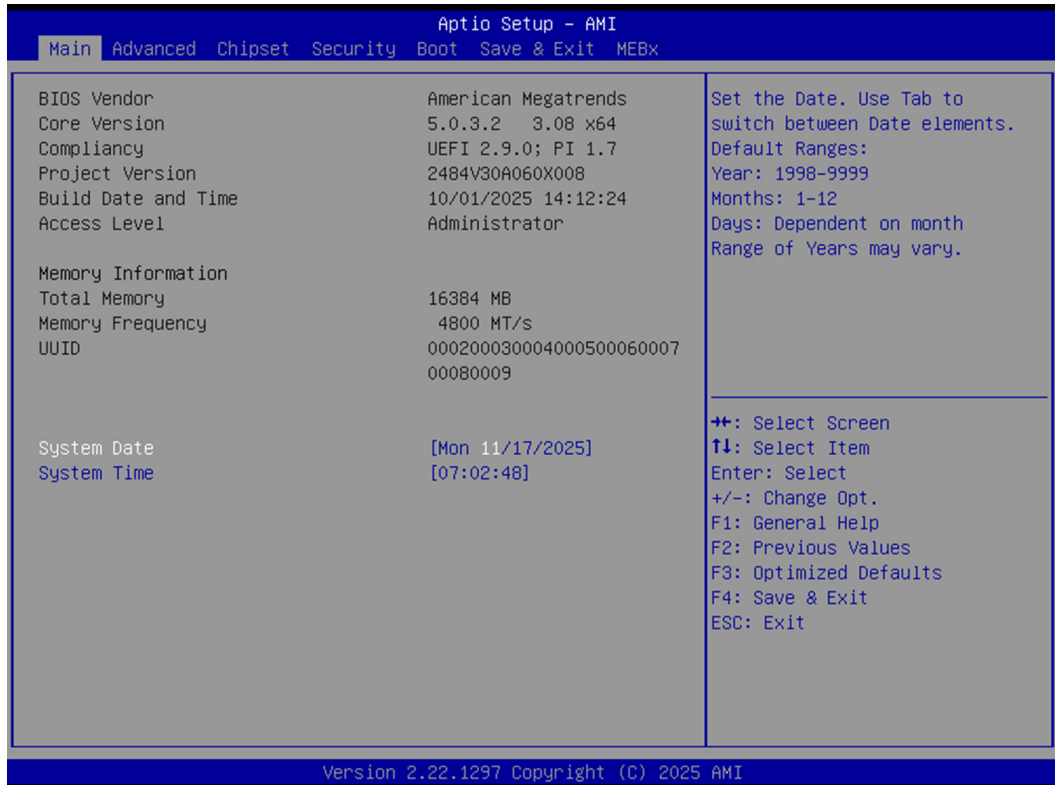 Aptio Setup – AMI
Main Advanced Chipset Security Boot Save & Exit MEBx
BIOS Vendor American Megatrends
Core Version 5.0.3.2 3.08 x64
Compliancy UEFI 2.9.0; PI 1.7
Project Version 2484V30A060X008
Build Date and Time 10/01/2025 14:12:24
Access Level Administrator
Memory Information
Total Memory 16384 MB
Memory Frequency 4800 MT/s
UUID 000200030004000500060007
00080009
System Date [Mon 11/17/2025]
System Time [07:02:48]
Set the Date. Use Tab to
switch between Date elements.
Default Ranges:
Year: 1998-9999
Months: 1-12
Days: Dependent on month
Range of Years may vary.
→←: Select Screen
↑↓: Select Item
Enter: Select
+/-: Change Opt.
F1: General Help
F2: Previous Values
F3: Optimized Defaults
F4: Save & Exit
ESC: Exit
Version 2.22.1297 Copyright (C) 2025 AMI